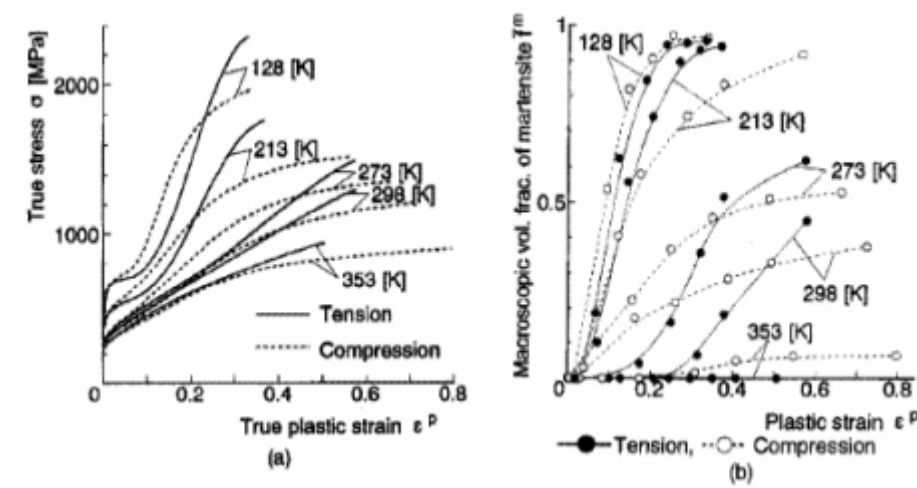 True stress σ [MPa]
(a)
2000
1000
0
128 [K]
213 [K]
273 [K]
298 [K]
353 [K]
Tension
Compression
0 0.2 0.4 0.6 0.8
True plastic strain ε p
(a)
Macroscopic vol. frac. of martensite f m
(b)
1
0.5
0
128 [K]
213 [K]
273 [K]
298 [K]
353 [K]
0 0.2 0.4 0.6 0.8
Plastic strain ε p
Tension, Compression
(b)